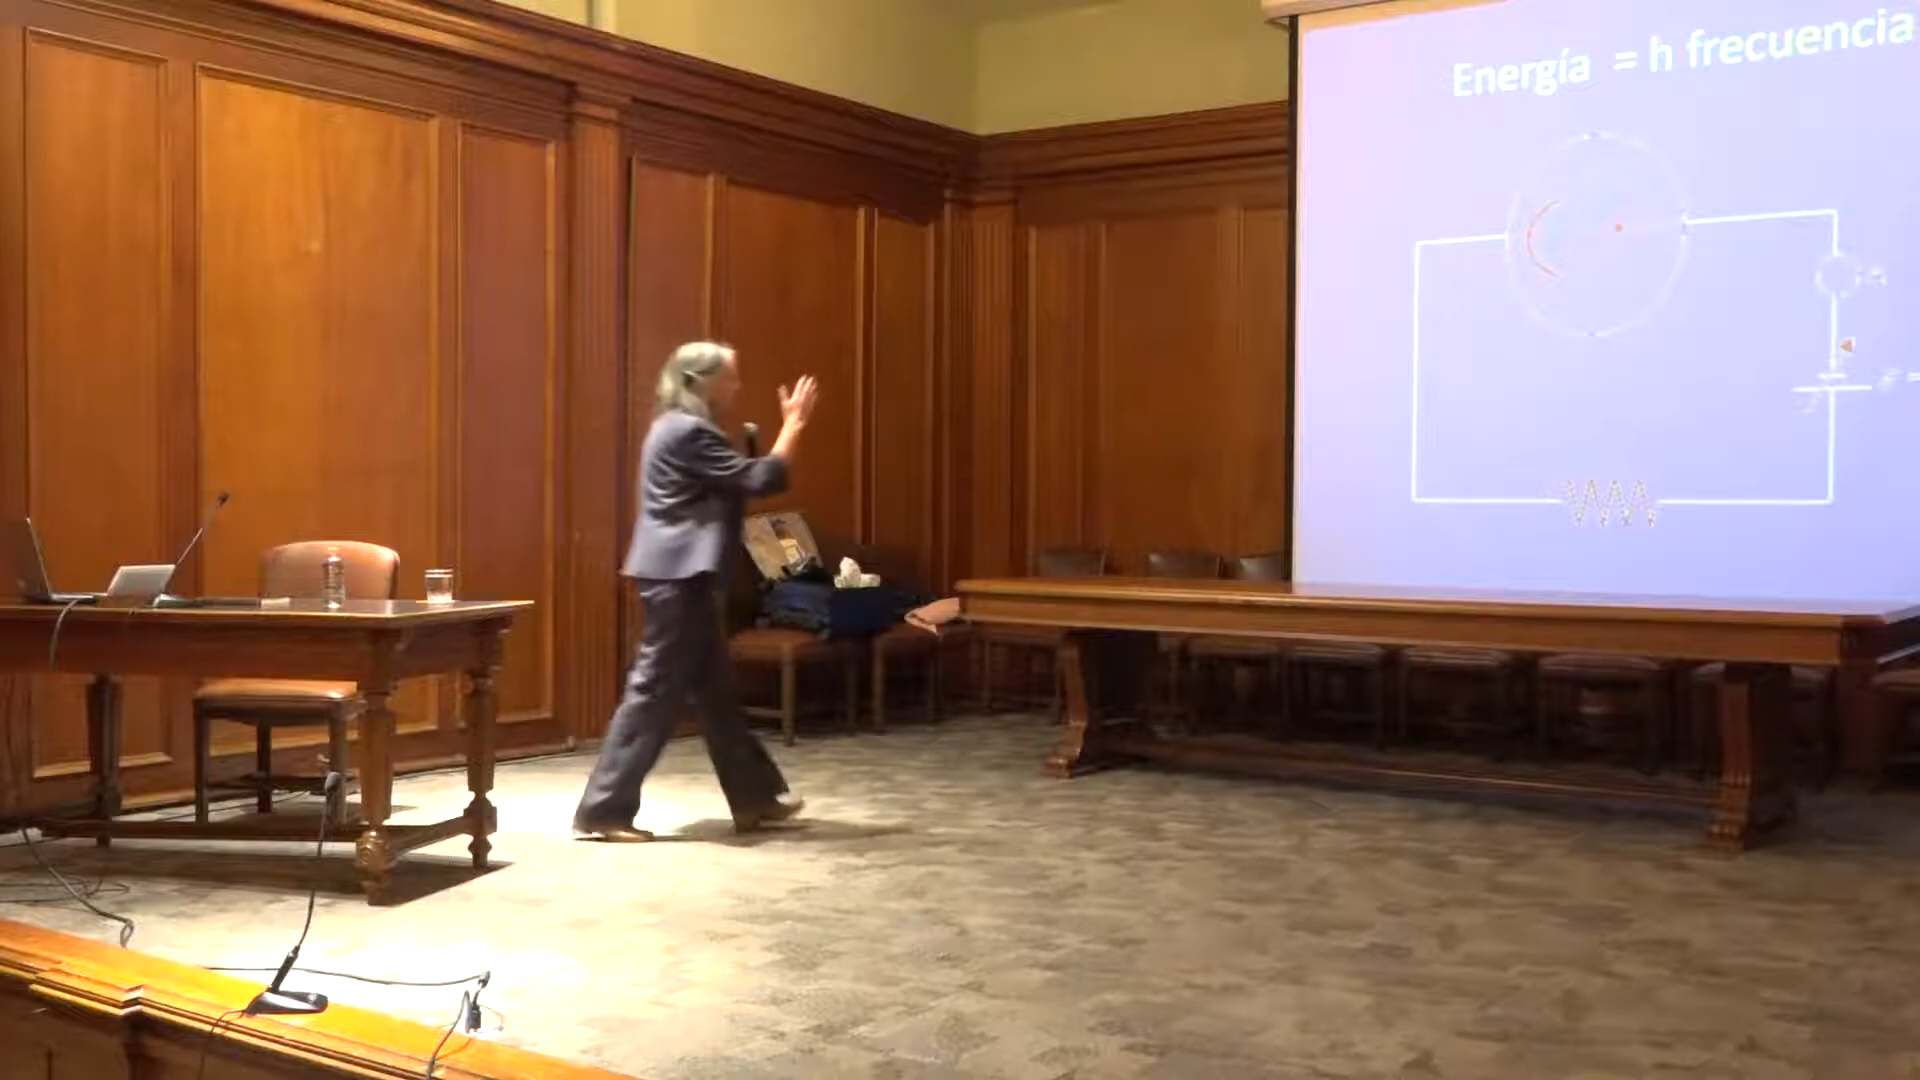 Energía = h frecuencia